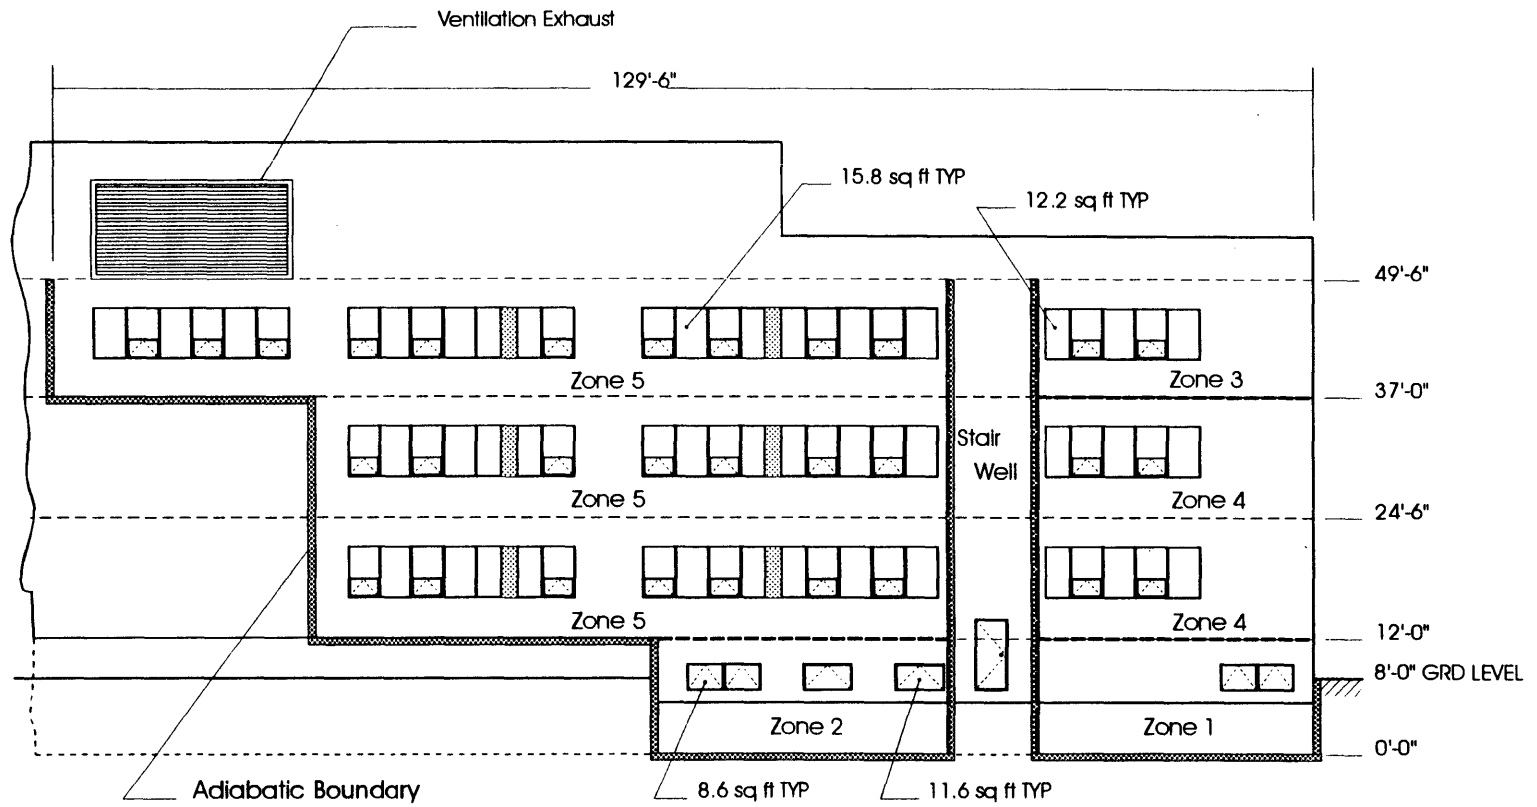 Ventilation Exhaust
129'-6"
15.8 sq ft TYP
12.2 sq ft TYP
49'-6"
Zone 5
Zone 3
37'-0"
Stair
Well
Zone 5
Zone 4
24'-6"
Zone 5
Zone 4
12'-0"
8'-0" GRD LEVEL
Zone 2
Zone 1
0'-0"
Adiabatic Boundary
8.6 sq ft TYP
11.6 sq ft TYP